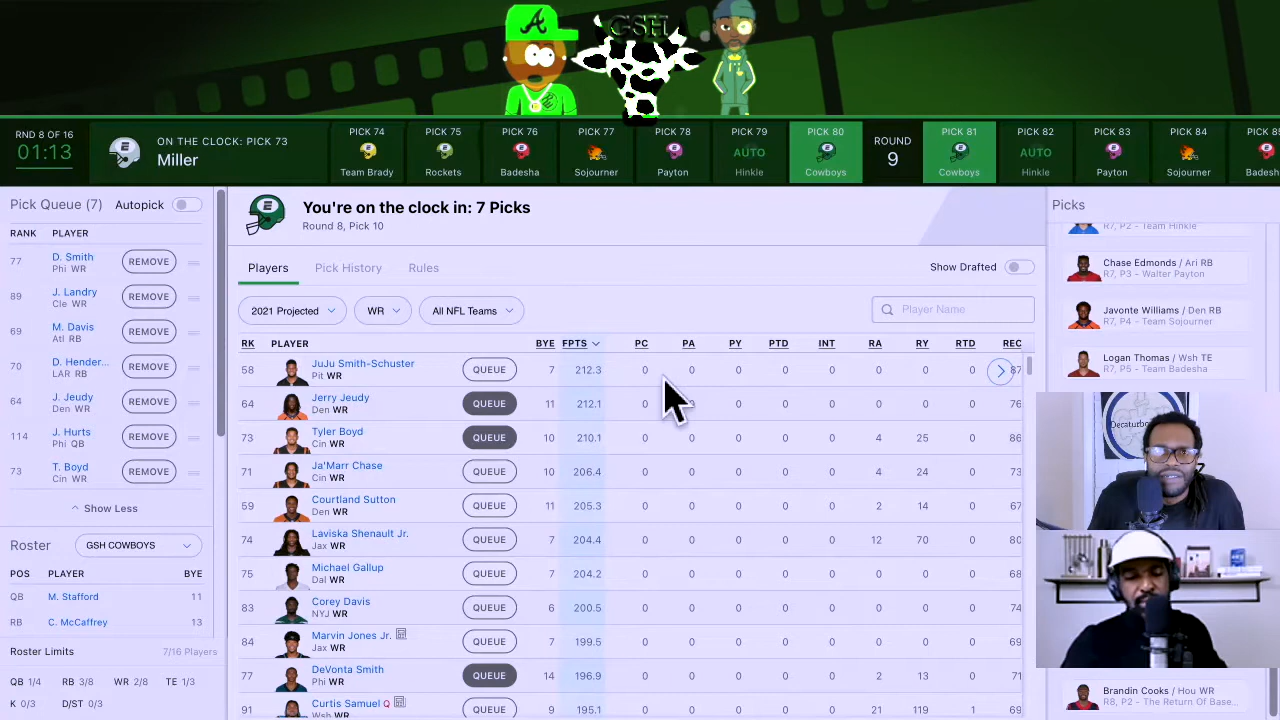 GSH
RND 8 OF 16
01:13
ON THE CLOCK: PICK 73
Miller
PICK 74
Team Brady
PICK 75
Rockets
PICK 76
Badesha
PICK 77
Sojourner
PICK 78
Payton
PICK 79
AUTO
Hinkle
PICK 80
Cowboys
ROUND
9
PICK 81
Cowboys
PICK 82
AUTO
Hinkle
PICK 83
Payton
PICK 84
Sojourner
PICK 85
Badesh
Pick Queue (7) Autopick
RANK PLAYER
77 D. Smith Phi WR REMOVE
89 J. Landry Cle WR REMOVE
69 M. Davis Atl RB REMOVE
70 D. Hender... LAR RB REMOVE
64 J. Jeudy Den WR REMOVE
114 J. Hurts Phi QB REMOVE
73 T. Boyd Cin WR REMOVE
Show Less
Roster GSH COWBOYS
POS PLAYER BYE
QB M. Stafford 11
RB C. McCaffrey 13
Roster Limits 7/16 Players
QB 1/4 RB 3/8 WR 2/8 TE 1/3
K 0/3 D/ST 0/3
You're on the clock in: 7 Picks
Round 8, Pick 10
Players Pick History Rules
Show Drafted
2021 Projected WR All NFL Teams Player Name
RK PLAYER BYE FPTS PC PA PY PTD INT RA RY RTD REC
58 JuJu Smith-Schuster Pit WR QUEUE 7 212.3 0 0 0 0 0 0 0 0 87
64 Jerry Jeudy Den WR QUEUE 11 212.1 0 0 0 0 0 0 0 0 76
73 Tyler Boyd Cin WR QUEUE 10 210.1 0 0 0 0 4 25 0 86
71 Ja'Marr Chase Cin WR QUEUE 10 206.4 0 0 0 0 0 4 24 0 73
59 Courtland Sutton Den WR QUEUE 11 205.3 0 0 0 0 0 2 14 0 67
74 Laviska Shenault Jr. Jax WR QUEUE 7 204.4 0 0 0 0 0 12 70 0 80
75 Michael Gallup Dal WR QUEUE 7 204.2 0 0 0 0 0 0 0 0 68
83 Corey Davis NYJ WR QUEUE 6 200.5 0 0 0 0 0 0 0 0 74
84 Marvin Jones Jr. Jax WR QUEUE 7 199.5 0 0 0 0 0 0 0 0 69
77 DeVonta Smith Phi WR QUEUE 14 196.9 0 0 0 0 0 2 13 0 66
91 Curtis Samuel Q Wsh WR QUEUE 9 195.1 0 0 0 0 0 21 119 1 69
Picks
R7, P2 - Team Hinkle
Chase Edmonds / Ari RB
R7, P3 - Walter Payton
Javonte Williams / Den RB
R7, P4 - Team Sojourner
Logan Thomas / Wsh TE
R7, P5 - Team Badesha
Brandin Cooks / Hou WR
R8, P2 - The Return Of Base...